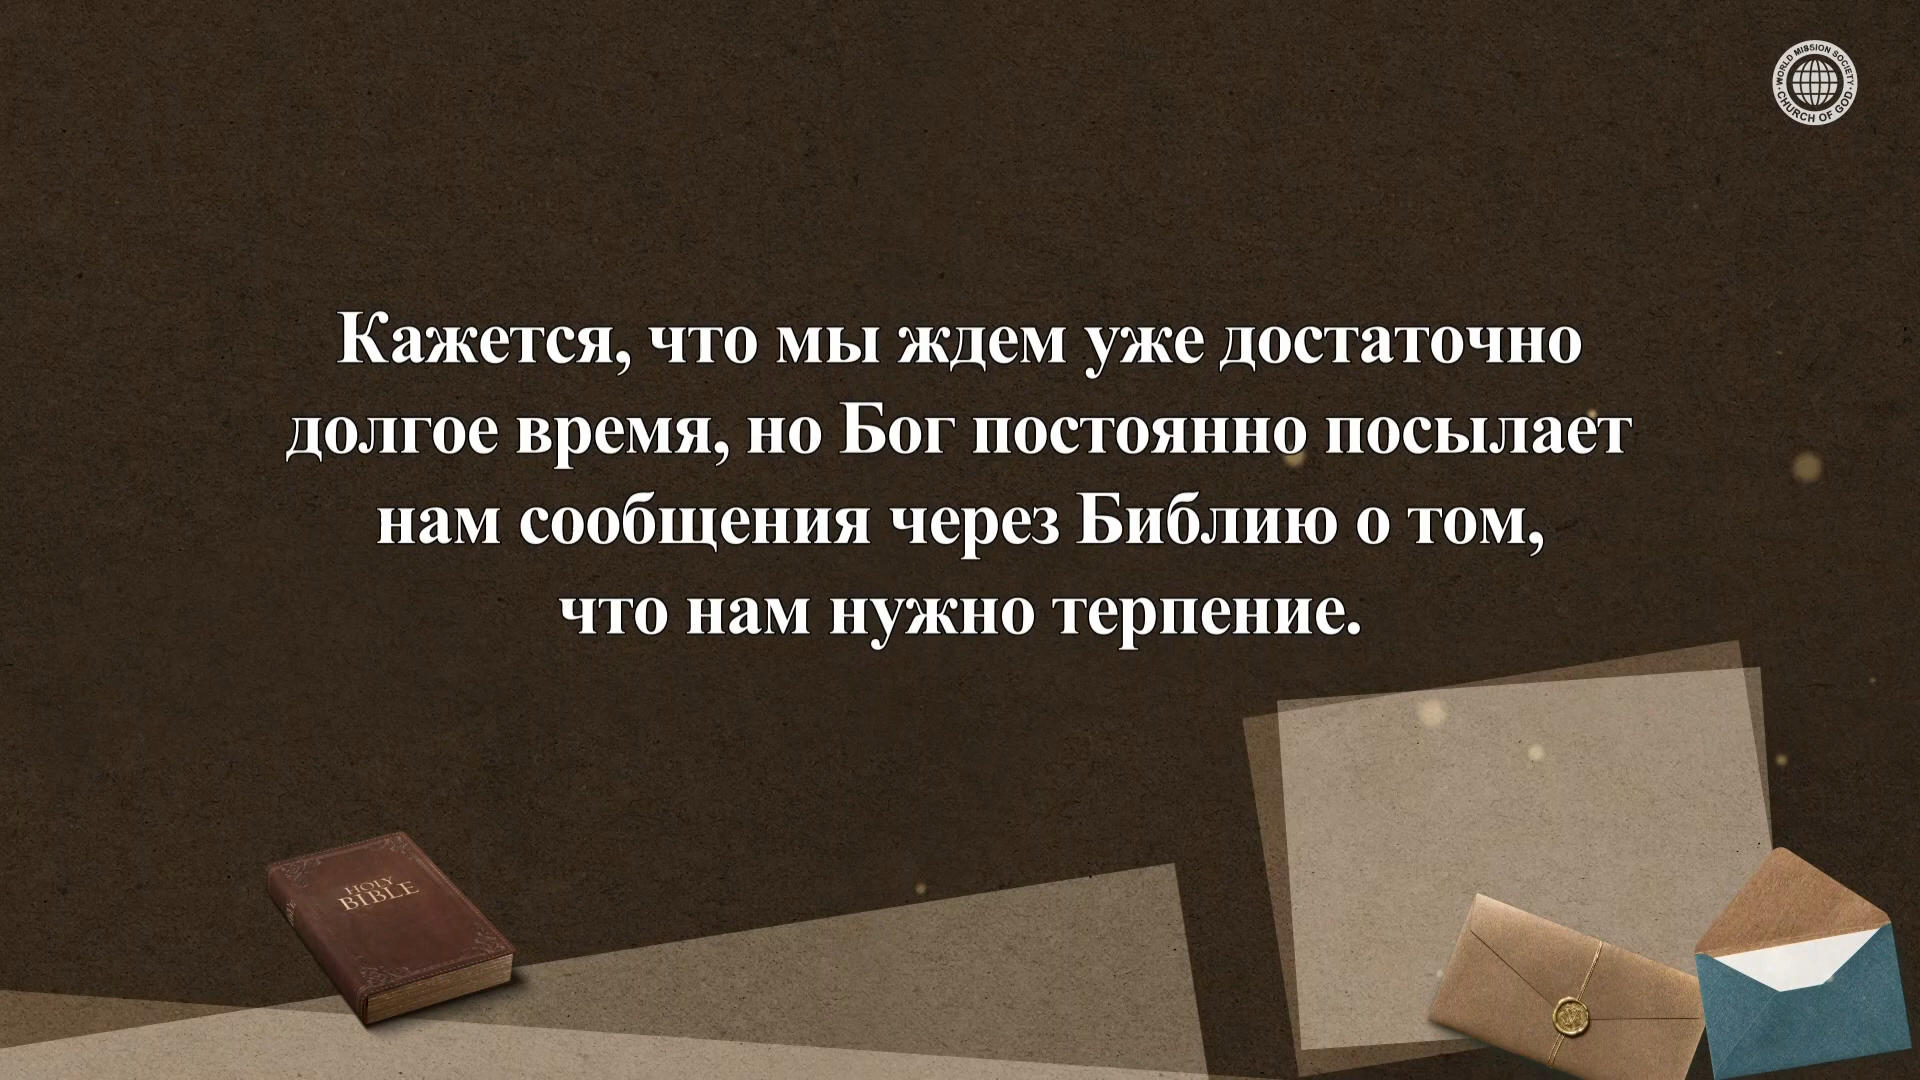 WORLD MISSION SOCIETY
CHURCH OF GOD
Кажется, что мы ждем уже достаточно
долгое время, но Бог постоянно посылает
нам сообщения через Библию о том,
что нам нужно терпение.
HOLY
BIBLE